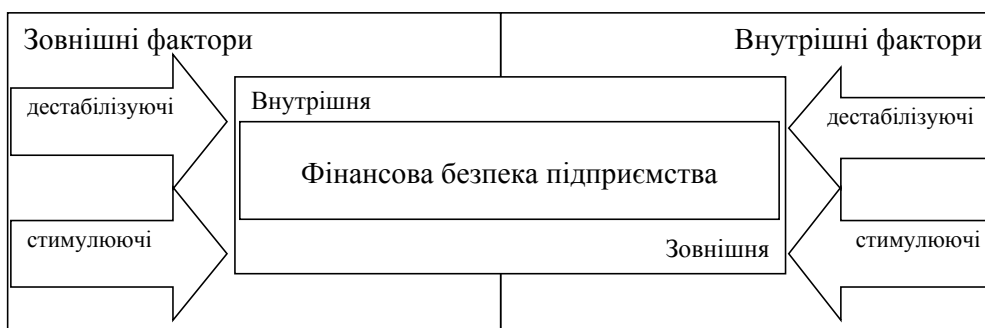 Зовнішні фактори
Внутрішні фактори
дестабілізуючі
Внутрішня
дестабілізуючі
Фінансова безпека підприємства
стимулюючі
Зовнішня
стимулюючі